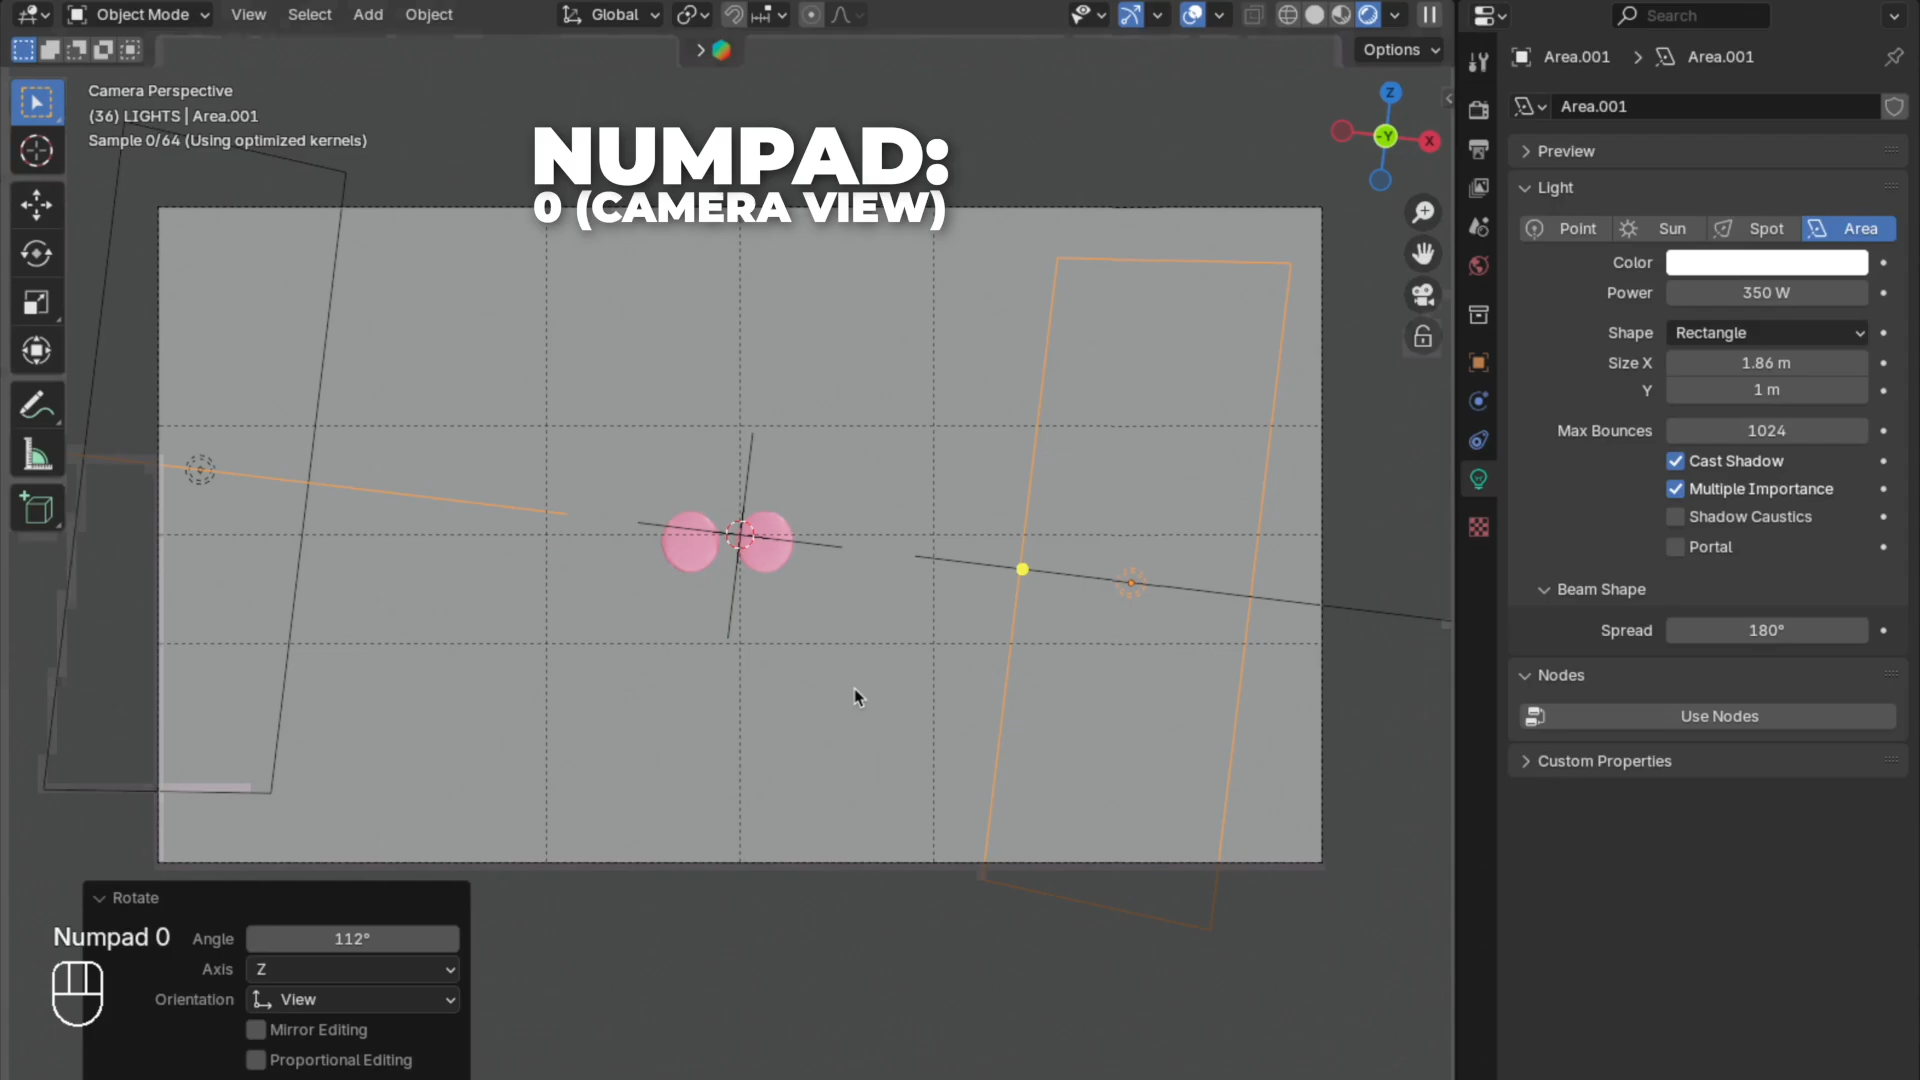 Object Mode View Select Add Object Global
Search
Options
Camera Perspective
(36) LIGHTS | Area.001
Sample 0/64 (Using optimized kernels)
NUMPAD:
0 (CAMERA VIEW)
Z
-Y
X
Area.001 Area.001
Area.001
Preview
Light
Point Sun Spot Area
Color
Power 350 W
Shape Rectangle
Size X 1.86 m
Y 1 m
Max Bounces 1024
Cast Shadow
Multiple Importance
Shadow Caustics
Portal
Beam Shape
Spread 180°
Nodes
Use Nodes
Custom Properties
Rotate
Numpad 0
Angle 112°
Axis Z
Orientation View
Mirror Editing
Proportional Editing